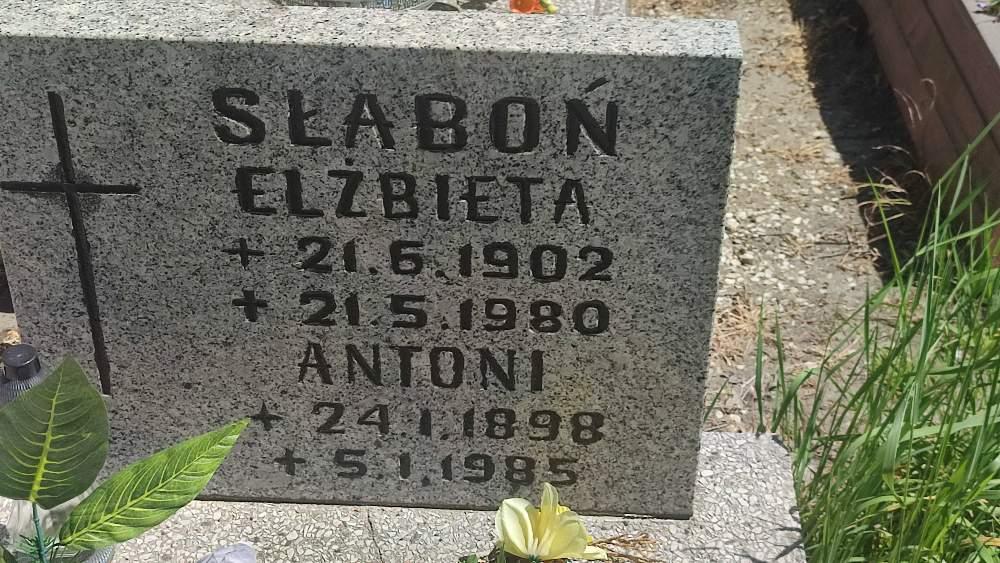 SŁABOŃ
ELŻBIETA
+ 21.6.1902
+ 21.5.1980
ANTONI
+ 24.1.1898
+ 5.1.1985